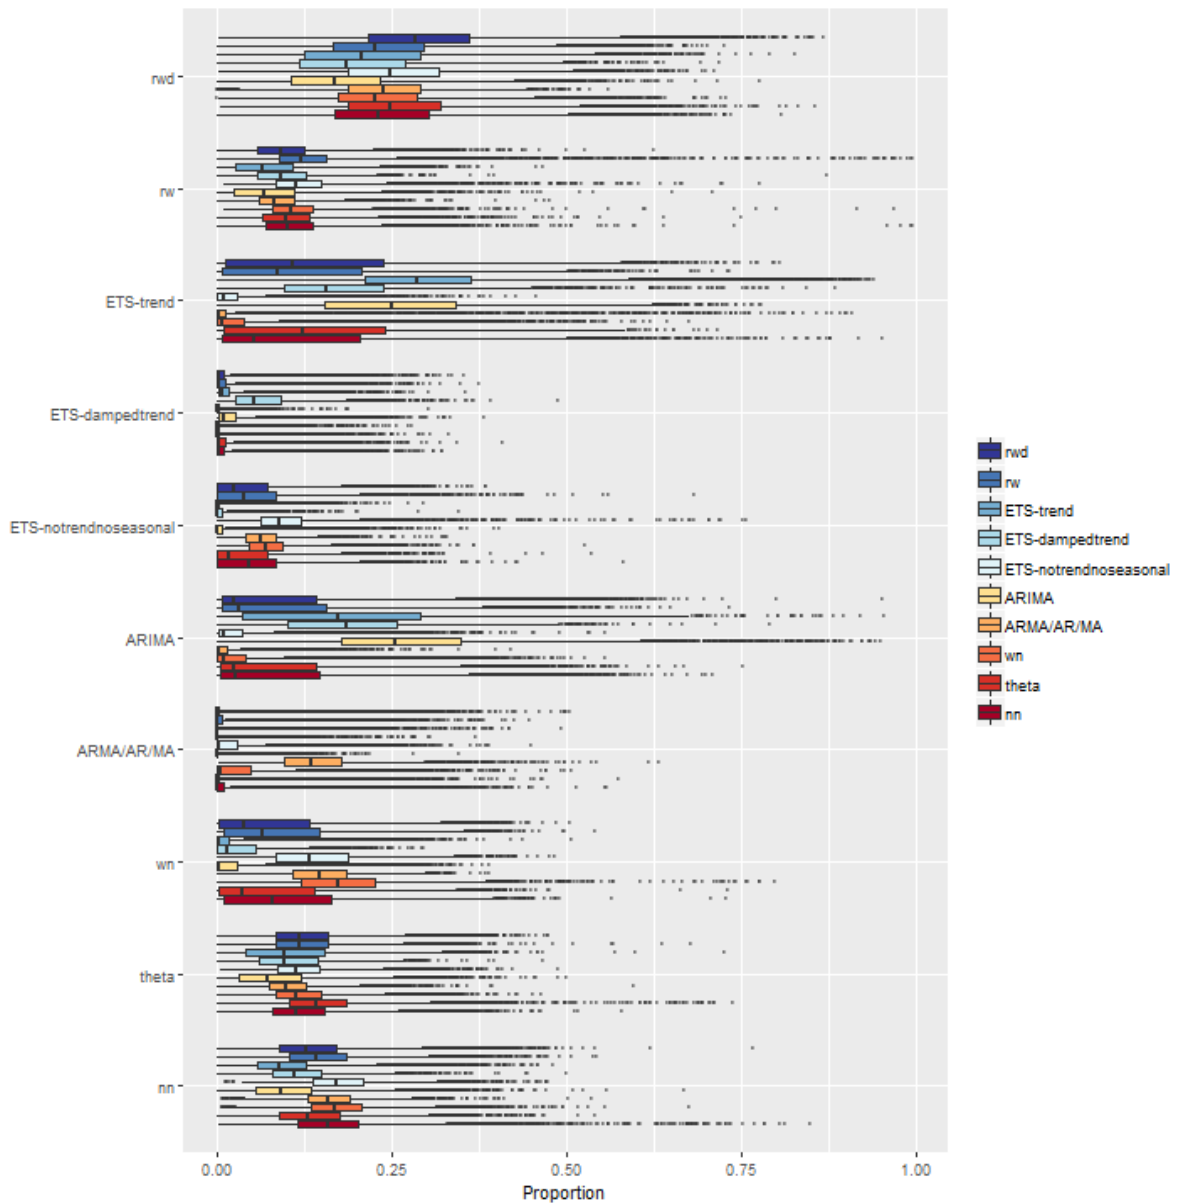 rwd
rw
ETS-trend
ETS-dampedtrend
ETS-notrendnoseasonal
ARIMA
ARMA/AR/MA
wn
theta
nn
0.00 0.25 0.50 0.75 1.00
Proportion
rwd
rw
ETS-trend
ETS-dampedtrend
ETS-notrendnoseasonal
ARIMA
ARMA/AR/MA
wn
theta
nn